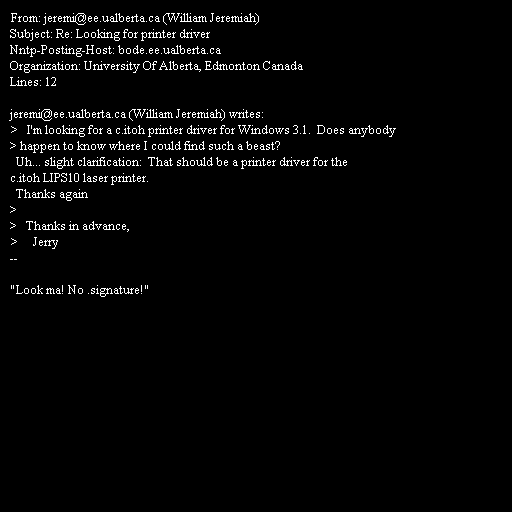 From: jeremi@ee.ualberta.ca (William Jeremiah)
Subject: Re: Looking for printer driver
Nntp-Posting-Host: bode.ee.ualberta.ca
Organization: University Of Alberta, Edmonton Canada
Lines: 12

jeremi@ee.ualberta.ca (William Jeremiah) writes:
>   I'm looking for a c.itoh printer driver for Windows 3.1.  Does anybody
> happen to know where I could find such a beast?
  Uh... slight clarification:  That should be a printer driver for the
c.itoh LIPS10 laser printer.
  Thanks again
>
>   Thanks in advance,
>     Jerry
--

"Look ma! No .signature!"